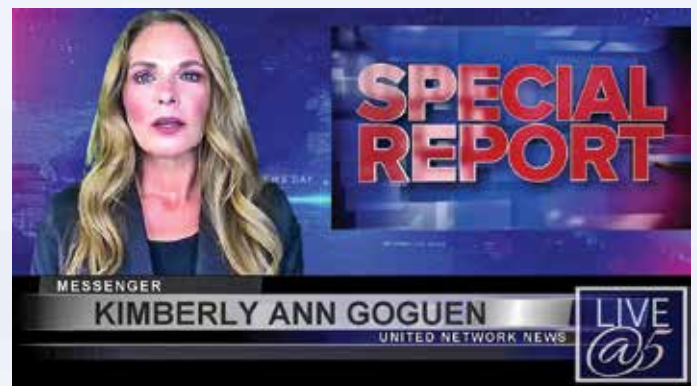 SPECIAL
REPORT
MESSENGER
KIMBERLY ANN GOGUEN
UNITED NETWORK NEWS
LIVE
@5